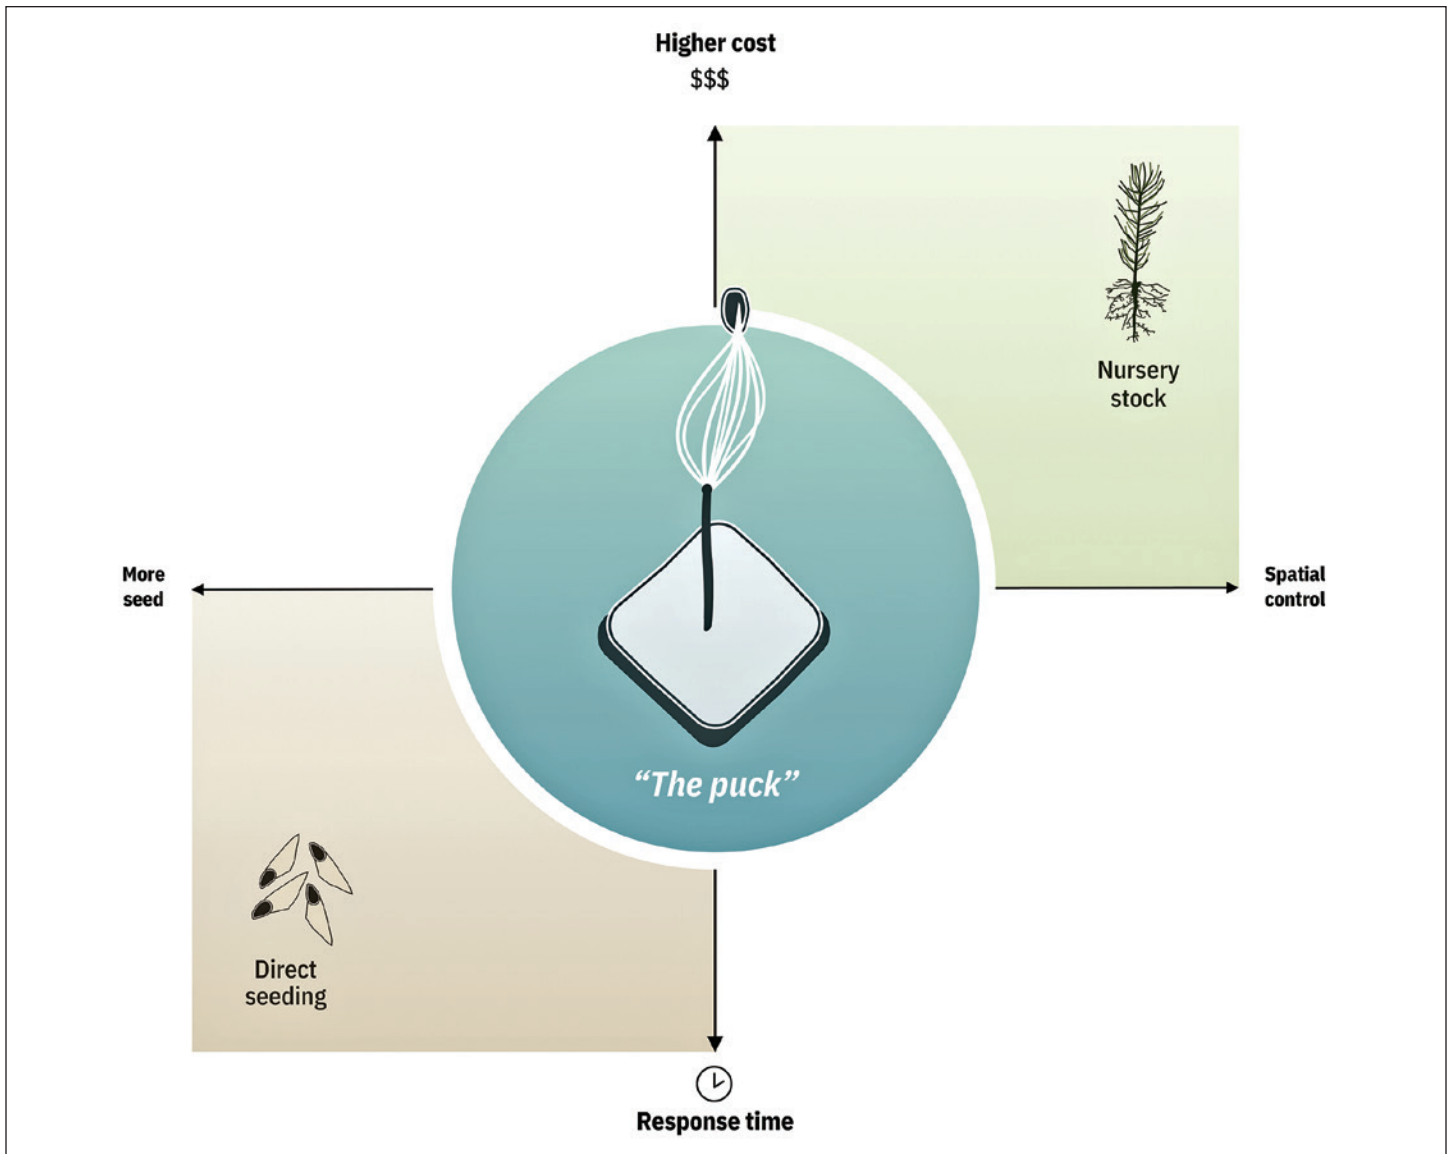 Higher cost
$$$
Nursery
stock
More
seed
Spatial
control
“The puck”
Direct
seeding
Response time